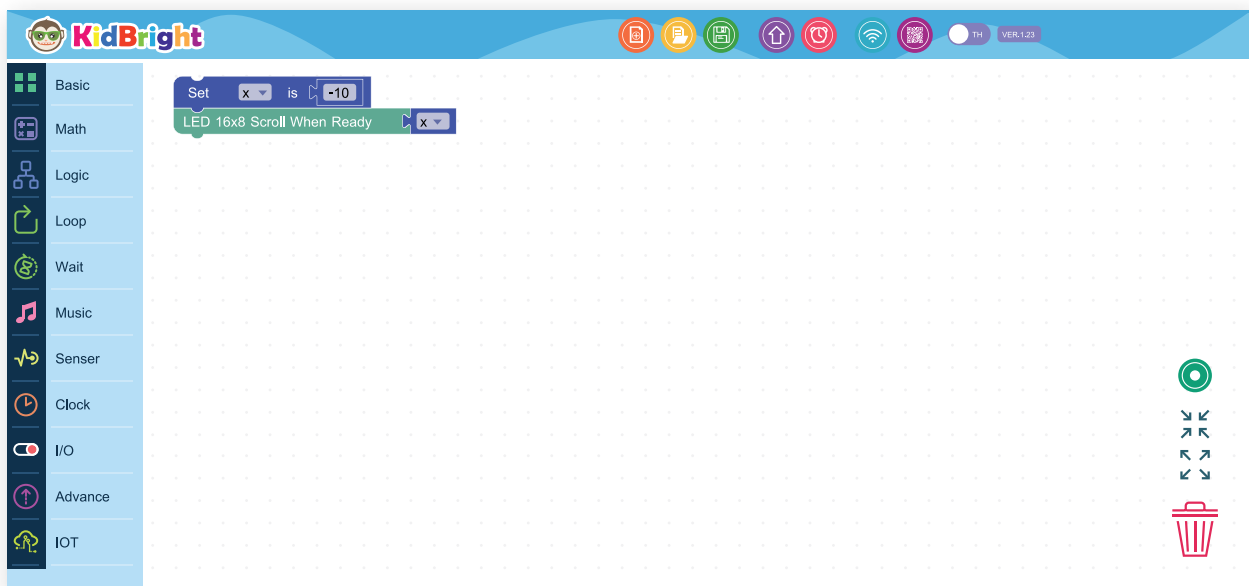 KidBright
TH
VER.1.23
Basic
Math
Logic
Loop
Wait
Music
Senser
Clock
I/O
Advance
IOT
Set x is -10
LED 16x8 Scroll When Ready x